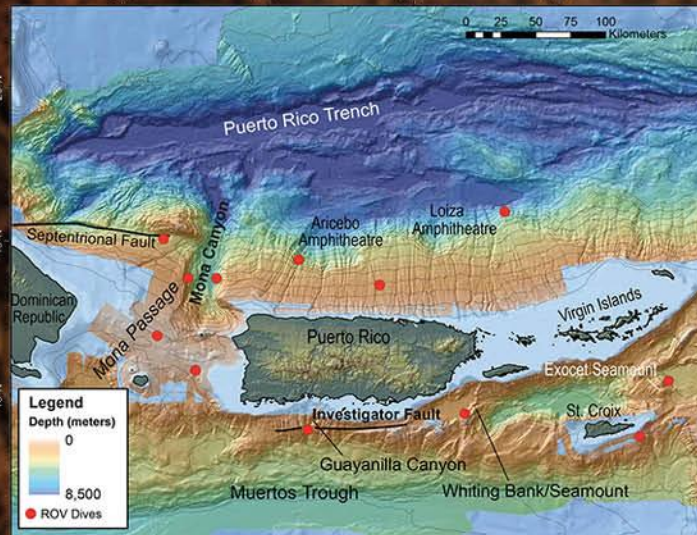 0 25 50 100
Kilometers
Puerto Rico Trench
Loiza
Amphitheatre
Aricebo
Amphitheatre
Septentrional Fault
Mona Canyon
Mona Passage
Dominican
Republic
Puerto Rico
Virgin Islands
Exocet Seamount
St. Croix
Investigator Fault
Guayanilla Canyon
Whiting Bank/Seamount
Muertos Trough
Legend
Depth (meters)
0
8,500
ROV Dives